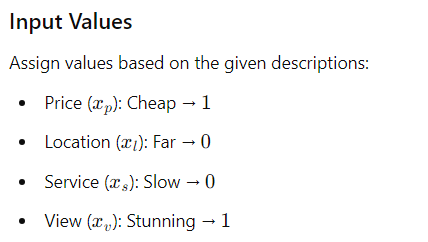 Input Values
Assign values based on the given descriptions:
• Price (xₚ): Cheap → 1
• Location (xₗ): Far → 0
• Service (xₛ): Slow → 0
• View (xᵥ): Stunning → 1